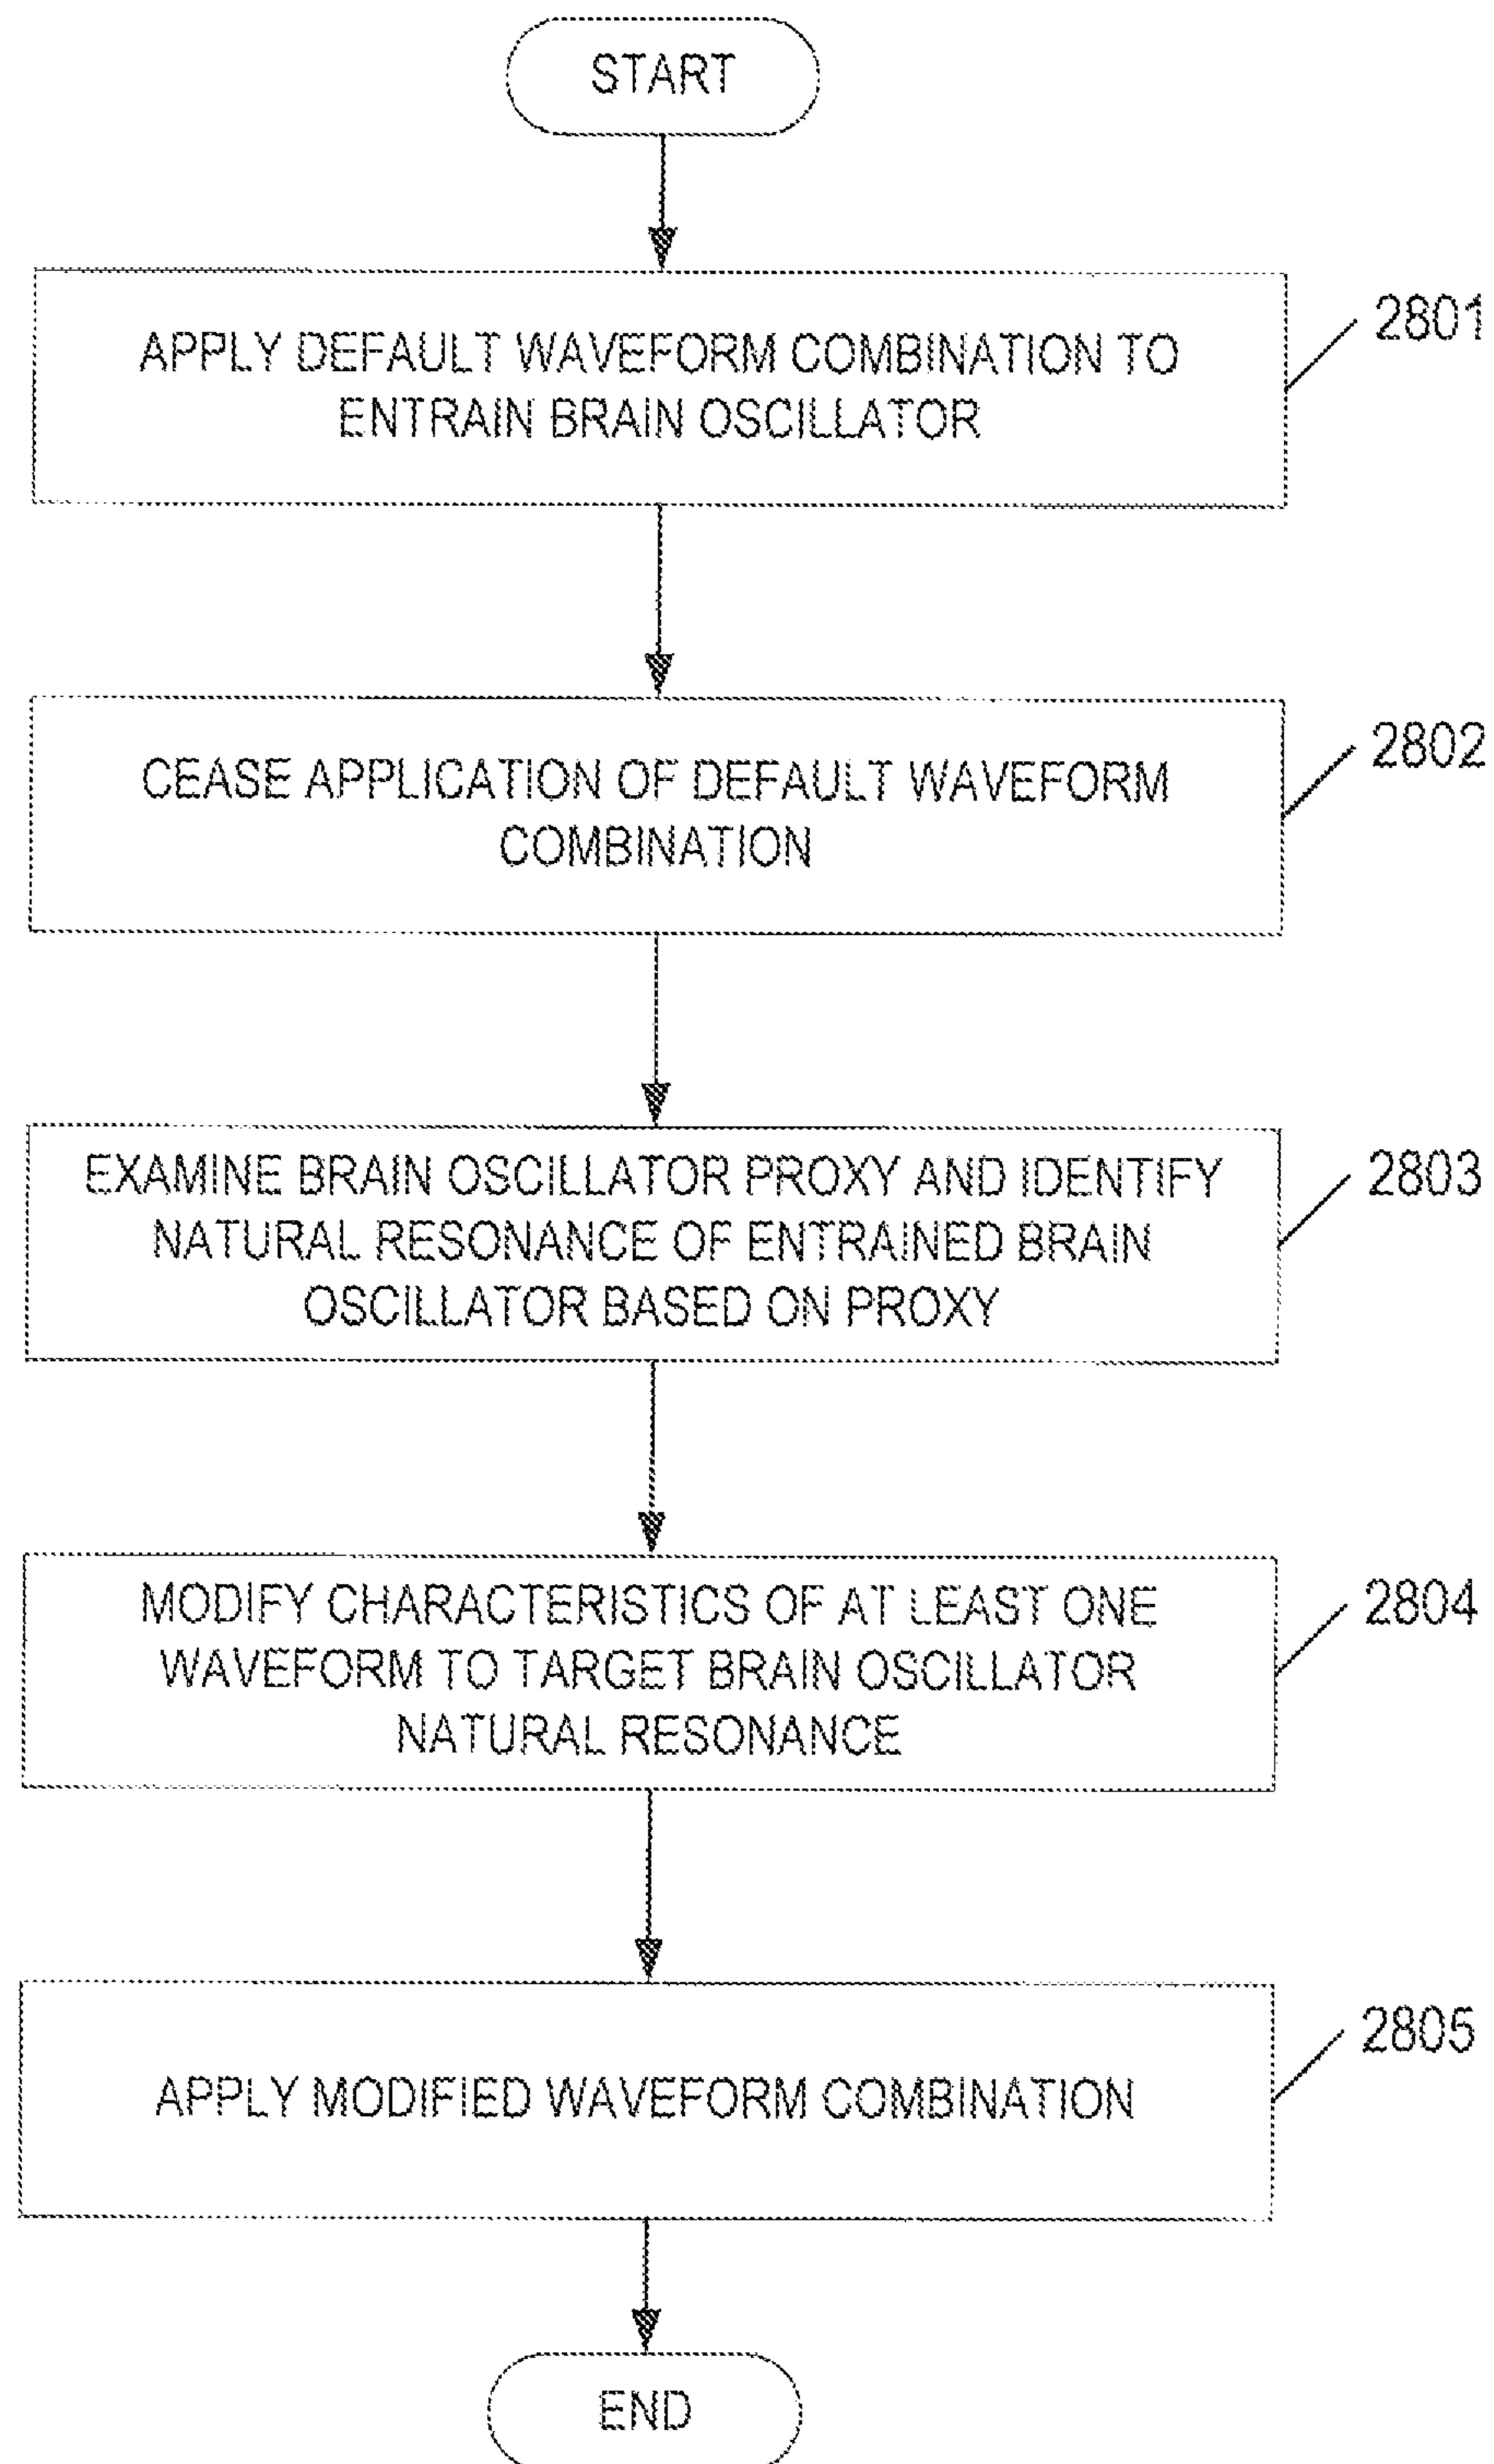 START
APPLY DEFAULT WAVEFORM COMBINATION TO
ENTRAIN BRAIN OSCILLATOR
2801
CEASE APPLICATION OF DEFAULT WAVEFORM
COMBINATION
2802
EXAMINE BRAIN OSCILLATOR PROXY AND IDENTIFY
NATURAL RESONANCE OF ENTRAINED BRAIN
OSCILLATOR BASED ON PROXY
2803
MODIFY CHARACTERISTICS OF AT LEAST ONE
WAVEFORM TO TARGET BRAIN OSCILLATOR
NATURAL RESONANCE
2804
APPLY MODIFIED WAVEFORM COMBINATION
2805
END